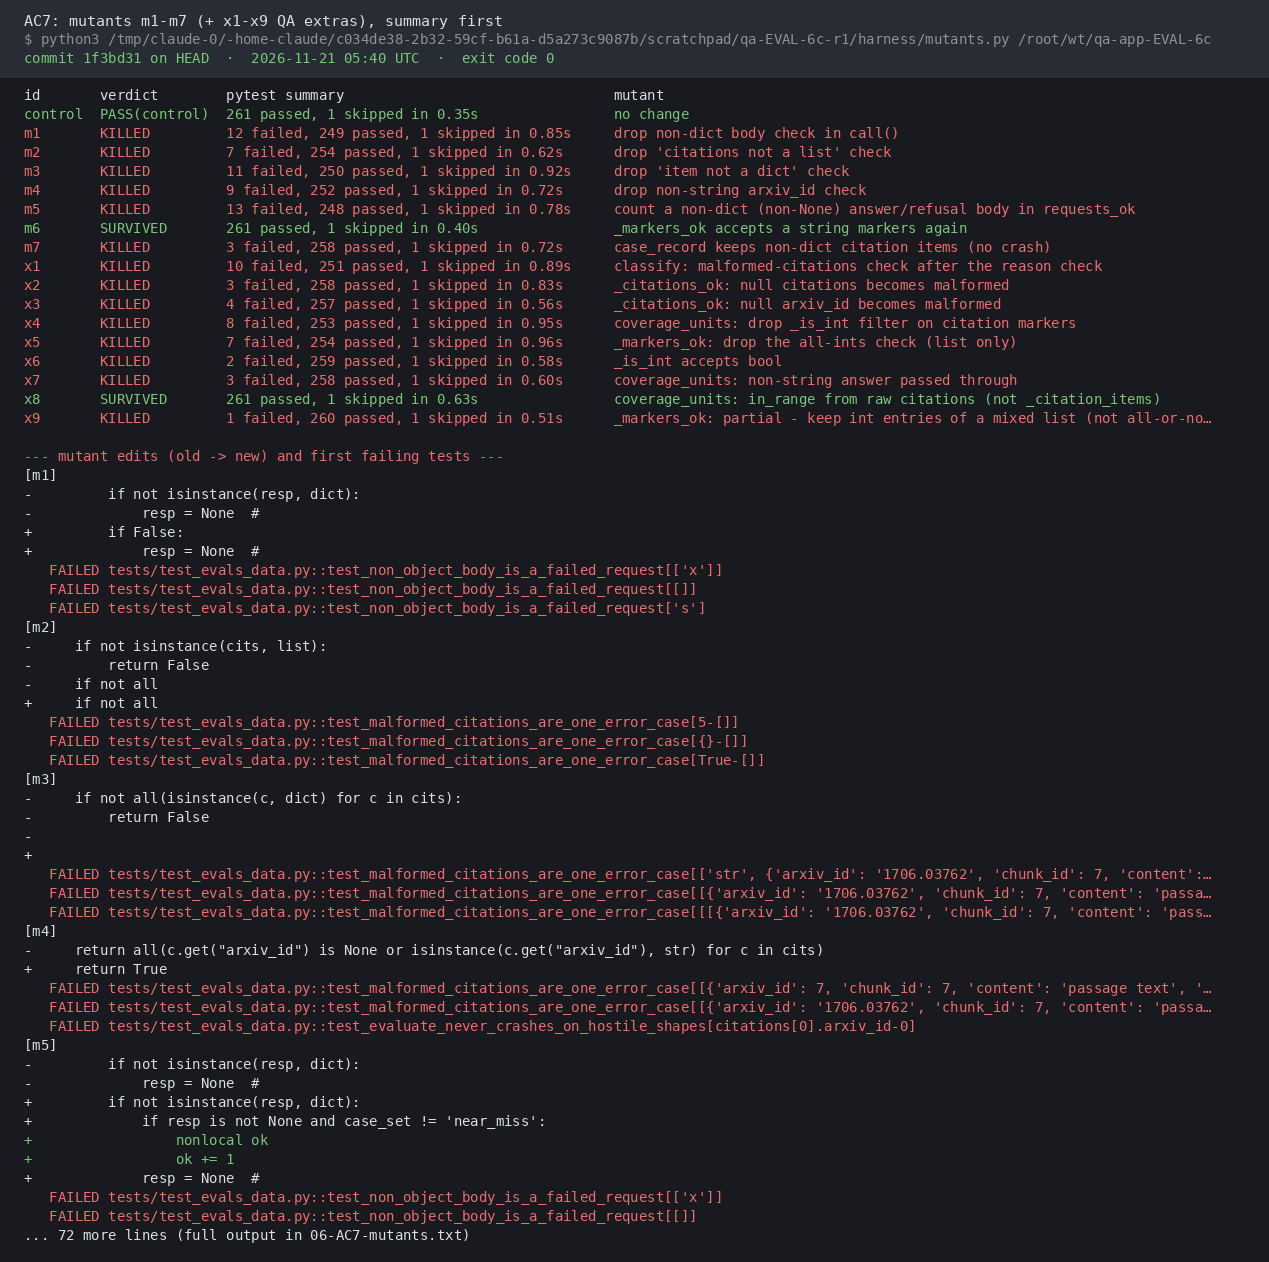 AC7: mutants m1-m7 (+ x1-x9 QA extras), summary first
$ python3 /tmp/claude-0/-home-claude/c034de38-2b32-59cf-b61a-d5a273c9087b/scratchpad/qa-EVAL-6c-r1/harness/mutants.py /root/wt/qa-app-EVAL-6c
commit 1f3bd31 on HEAD  ·  2026-11-21 05:40 UTC  ·  exit code 0
id       verdict        pytest summary                                mutant
control  PASS(control)  261 passed, 1 skipped in 0.35s                no change
m1       KILLED         12 failed, 249 passed, 1 skipped in 0.85s     drop non-dict body check in call()
m2       KILLED         7 failed, 254 passed, 1 skipped in 0.62s      drop 'citations not a list' check
m3       KILLED         11 failed, 250 passed, 1 skipped in 0.92s     drop 'item not a dict' check
m4       KILLED         9 failed, 252 passed, 1 skipped in 0.72s      drop non-string arxiv_id check
m5       KILLED         13 failed, 248 passed, 1 skipped in 0.78s     count a non-dict (non-None) answer/refusal body in requests_ok
m6       SURVIVED       261 passed, 1 skipped in 0.40s                _markers_ok accepts a string markers again
m7       KILLED         3 failed, 258 passed, 1 skipped in 0.72s      case_record keeps non-dict citation items (no crash)
x1       KILLED         10 failed, 251 passed, 1 skipped in 0.89s     classify: malformed-citations check after the reason check
x2       KILLED         3 failed, 258 passed, 1 skipped in 0.83s      _citations_ok: null citations becomes malformed
x3       KILLED         4 failed, 257 passed, 1 skipped in 0.56s      _citations_ok: null arxiv_id becomes malformed
x4       KILLED         8 failed, 253 passed, 1 skipped in 0.95s      coverage_units: drop _is_int filter on citation markers
x5       KILLED         7 failed, 254 passed, 1 skipped in 0.96s      _markers_ok: drop the all-ints check (list only)
x6       KILLED         2 failed, 259 passed, 1 skipped in 0.58s      _is_int accepts bool
x7       KILLED         3 failed, 258 passed, 1 skipped in 0.60s      coverage_units: non-string answer passed through
x8       SURVIVED       261 passed, 1 skipped in 0.63s                coverage_units: in_range from raw citations (not _citation_items)
x9       KILLED         1 failed, 260 passed, 1 skipped in 0.51s      _markers_ok: partial - keep int entries of a mixed list (not all-or-no…
--- mutant edits (old -> new) and first failing tests ---
[m1]
-         if not isinstance(resp, dict):
-             resp = None  #
+         if False:
+             resp = None  #
   FAILED tests/test_evals_data.py::test_non_object_body_is_a_failed_request[['x']]
   FAILED tests/test_evals_data.py::test_non_object_body_is_a_failed_request[[]]
   FAILED tests/test_evals_data.py::test_non_object_body_is_a_failed_request['s']
[m2]
-     if not isinstance(cits, list):
-         return False
-     if not all
+     if not all
   FAILED tests/test_evals_data.py::test_malformed_citations_are_one_error_case[5-[]]
   FAILED tests/test_evals_data.py::test_malformed_citations_are_one_error_case[{}-[]]
   FAILED tests/test_evals_data.py::test_malformed_citations_are_one_error_case[True-[]]
[m3]
-     if not all(isinstance(c, dict) for c in cits):
-         return False
-
+
   FAILED tests/test_evals_data.py::test_malformed_citations_are_one_error_case[['str', {'arxiv_id': '1706.03762', 'chunk_id': 7, 'content':…
   FAILED tests/test_evals_data.py::test_malformed_citations_are_one_error_case[[{'arxiv_id': '1706.03762', 'chunk_id': 7, 'content': 'passa…
   FAILED tests/test_evals_data.py::test_malformed_citations_are_one_error_case[[[{'arxiv_id': '1706.03762', 'chunk_id': 7, 'content': 'pass…
[m4]
-     return all(c.get("arxiv_id") is None or isinstance(c.get("arxiv_id"), str) for c in cits)
+     return True
   FAILED tests/test_evals_data.py::test_malformed_citations_are_one_error_case[[{'arxiv_id': 7, 'chunk_id': 7, 'content': 'passage text', '…
   FAILED tests/test_evals_data.py::test_malformed_citations_are_one_error_case[[{'arxiv_id': '1706.03762', 'chunk_id': 7, 'content': 'passa…
   FAILED tests/test_evals_data.py::test_evaluate_never_crashes_on_hostile_shapes[citations[0].arxiv_id-0]
[m5]
-         if not isinstance(resp, dict):
-             resp = None  #
+         if not isinstance(resp, dict):
+             if resp is not None and case_set != 'near_miss':
+                 nonlocal ok
+                 ok += 1
+             resp = None  #
   FAILED tests/test_evals_data.py::test_non_object_body_is_a_failed_request[['x']]
   FAILED tests/test_evals_data.py::test_non_object_body_is_a_failed_request[[]]
... 72 more lines (full output in 06-AC7-mutants.txt)